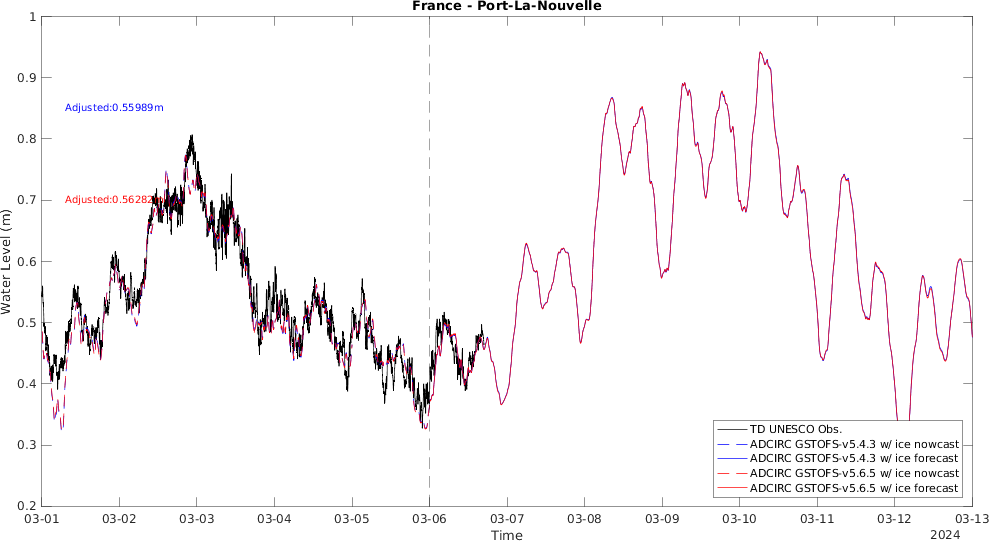 France - Port-La-Nouvelle
Water Level (m)
1
0.9
0.8
0.7
0.6
0.5
0.4
0.3
0.2
Adjusted:0.55989m
Adjusted:0.56282
TD UNESCO Obs.
ADCIRC GSTOFS-v5.4.3 w/ ice nowcast
ADCIRC GSTOFS-v5.4.3 w/ ice forecast
ADCIRC GSTOFS-v5.6.5 w/ ice nowcast
ADCIRC GSTOFS-v5.6.5 w/ ice forecast
03-01 03-02 03-03 03-04 03-05 03-06 03-07 03-08 03-09 03-10 03-11 03-12 03-13
Time
2024